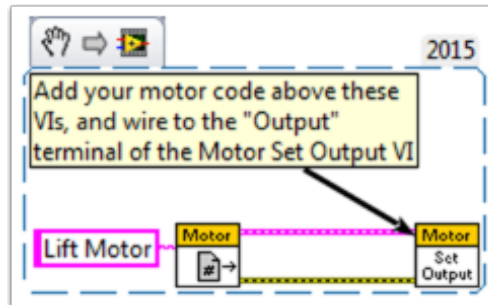 2015
Add your motor code above these
VIs, and wire to the "Output"
terminal of the Motor Set Output VI
Lift Motor
Motor
#
Motor
Set
Output